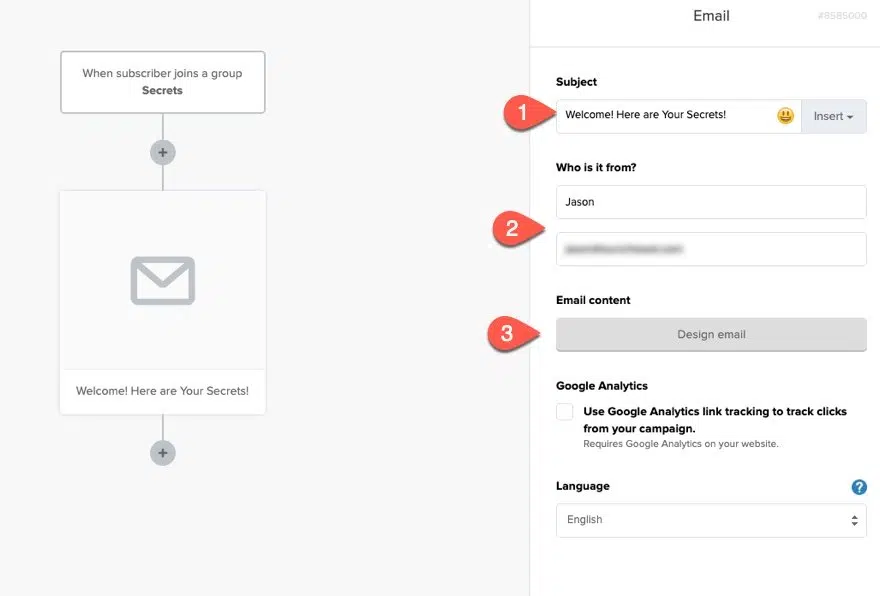 When subscriber joins a group
Secrets
+
Welcome! Here are Your Secrets!
+
Email
#8585000
Subject
1
Welcome! Here are Your Secrets!
Insert
Who is it from?
Jason
2
Email content
3
Design email
Google Analytics
Use Google Analytics link tracking to track clicks
from your campaign.
Requires Google Analytics on your website.
Language
?
English